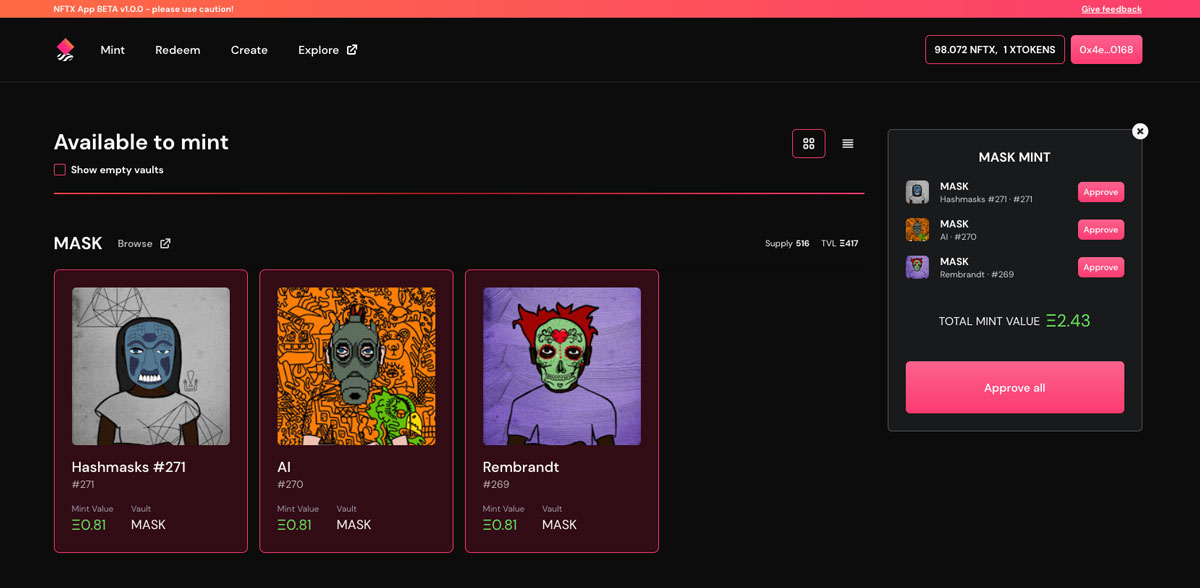 NFTX App BETA v1.0.0 - please use caution!
Give feedback
Mint Redeem Create Explore
98.072 NFTX, 1 XTOKENS
0x4e...0168
Available to mint
Show empty vaults
MASK Browse
Supply 516 TVL Ξ417
Hashmasks #271
#271
Mint Value Vault
Ξ0.81 MASK
AI
#270
Mint Value Vault
Ξ0.81 MASK
Rembrandt
#269
Mint Value Vault
Ξ0.81 MASK
MASK MINT
MASK
Hashmasks #271 · #271
Approve
MASK
AI · #270
Approve
MASK
Rembrandt · #269
Approve
TOTAL MINT VALUE Ξ2.43
Approve all